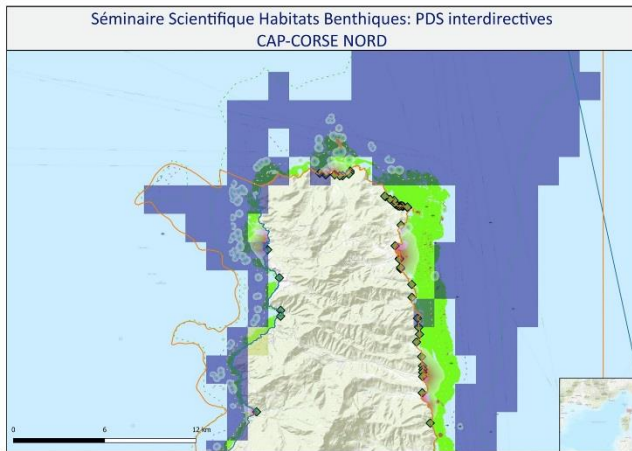 Séminaire Scientifique Habitats Benthiques: PDS interdirectives
CAP-CORSE NORD
0 6 12 km